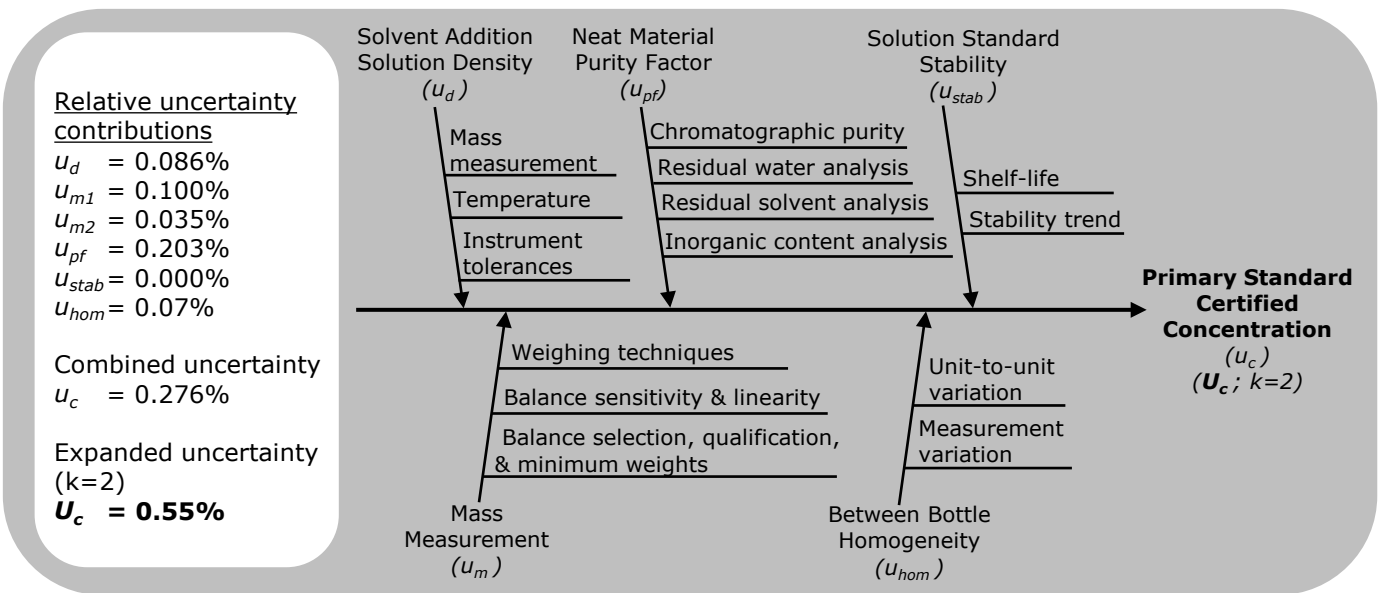 Relative uncertainty
contributions
u_d = 0.086%
u_m1 = 0.100%
u_m2 = 0.035%
u_pf = 0.203%
u_stab = 0.000%
u_hom = 0.07%
Combined uncertainty
u_c = 0.276%
Expanded uncertainty
(k=2)
U_c = 0.55%
Solvent Addition
Solution Density
(u_d)
Mass
measurement
Temperature
Instrument
tolerances
Neat Material
Purity Factor
(u_pf)
Chromatographic purity
Residual water analysis
Residual solvent analysis
Inorganic content analysis
Solution Standard
Stability
(u_stab)
Shelf-life
Stability trend
Weighing techniques
Balance sensitivity & linearity
Balance selection, qualification,
& minimum weights
Mass
Measurement
(u_m)
Unit-to-unit
variation
Measurement
variation
Between Bottle
Homogeneity
(u_hom)
Primary Standard
Certified
Concentration
(u_c)
(U_c; k=2)